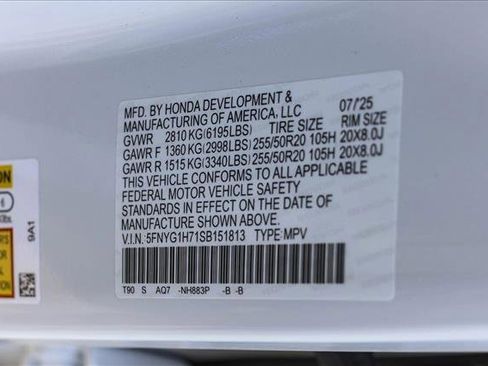 MFD. BY HONDA DEVELOPMENT &
MANUFACTURING OF AMERICA, LLC 07/'25
GVWR 2810 KG(6195LBS) TIRE SIZE RIM SIZE
GAWR F 1360 KG(2998LBS) 255/50R20 105H 20X8.0J
GAWR R 1515 KG(3340LBS) 255/50R20 105H 20X8.0J
THIS VEHICLE CONFORMS TO ALL APPLICABLE
FEDERAL MOTOR VEHICLE SAFETY
STANDARDS IN EFFECT ON THE DATE OF
MANUFACTURE SHOWN ABOVE.
V.I.N.: 5FNYG1H71SB151813 TYPE: MPV
T90 S AQ7 -NH883P -B -B
9A1